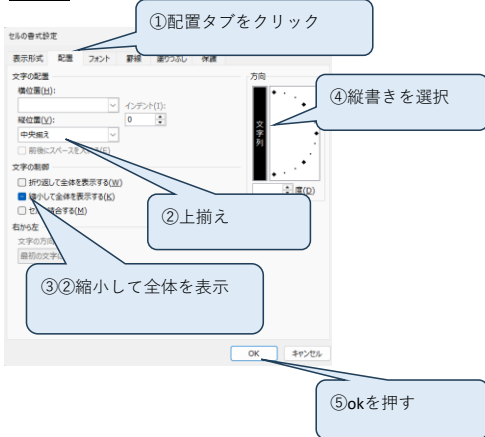 ①配置タブをクリック
セルの書式設定
表示形式 配置 フォント 罫線 塗りつぶし 保護
文字の配置
横位置(H):
インデント(I):
縦位置(V):
0
中央揃え
前後にスペースを入れる(E)
文字の制御
折り返して全体を表示する(W)
縮小して全体を表示する(K)
セルを結合する(M)
右から左
文字の方向
最初の文字に
方向
文字列
度(D)
④縦書きを選択
②上揃え
③②縮小して全体を表示
OK キャンセル
⑤okを押す